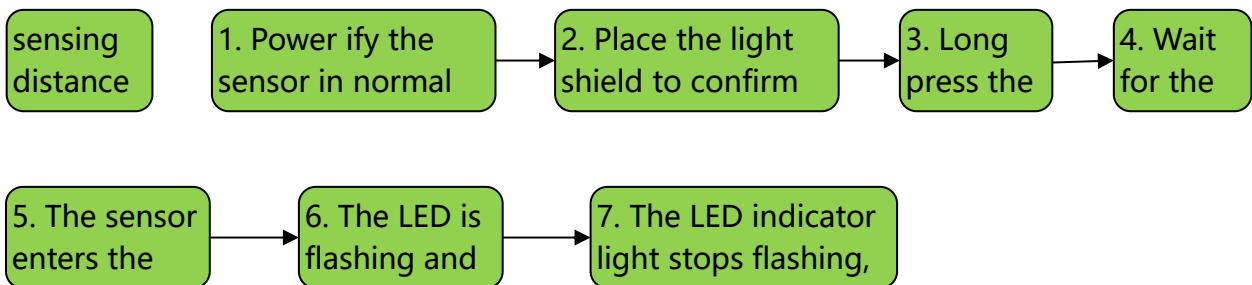 sensing
distance
1. Power ify the
sensor in normal
2. Place the light
shield to confirm
3. Long
press the
4. Wait
for the
5. The sensor
enters the
6. The LED is
flashing and
7. The LED indicator
light stops flashing,